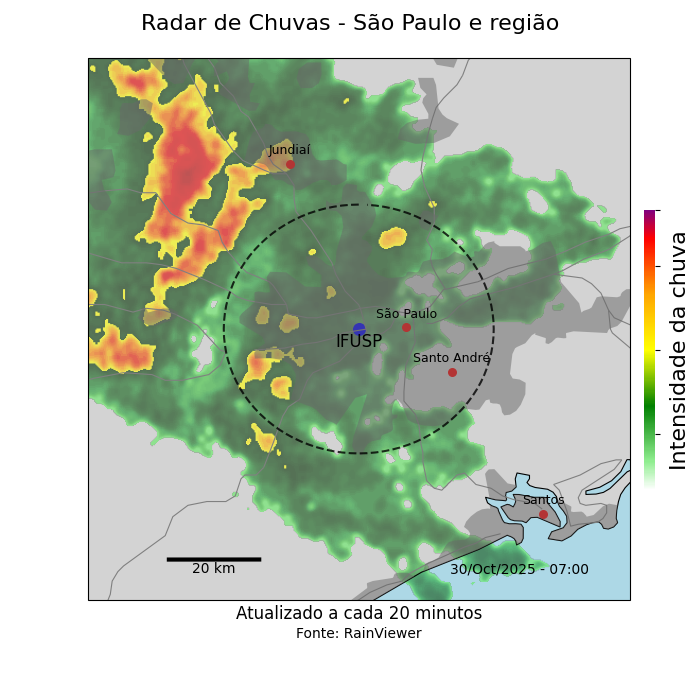 Radar de Chuvas - São Paulo e região
Jundiaí
São Paulo
IFUSP
Santo André
Santos
20 km
30/Oct/2025 - 07:00
Intensidade da chuva
Atualizado a cada 20 minutos
Fonte: RainViewer